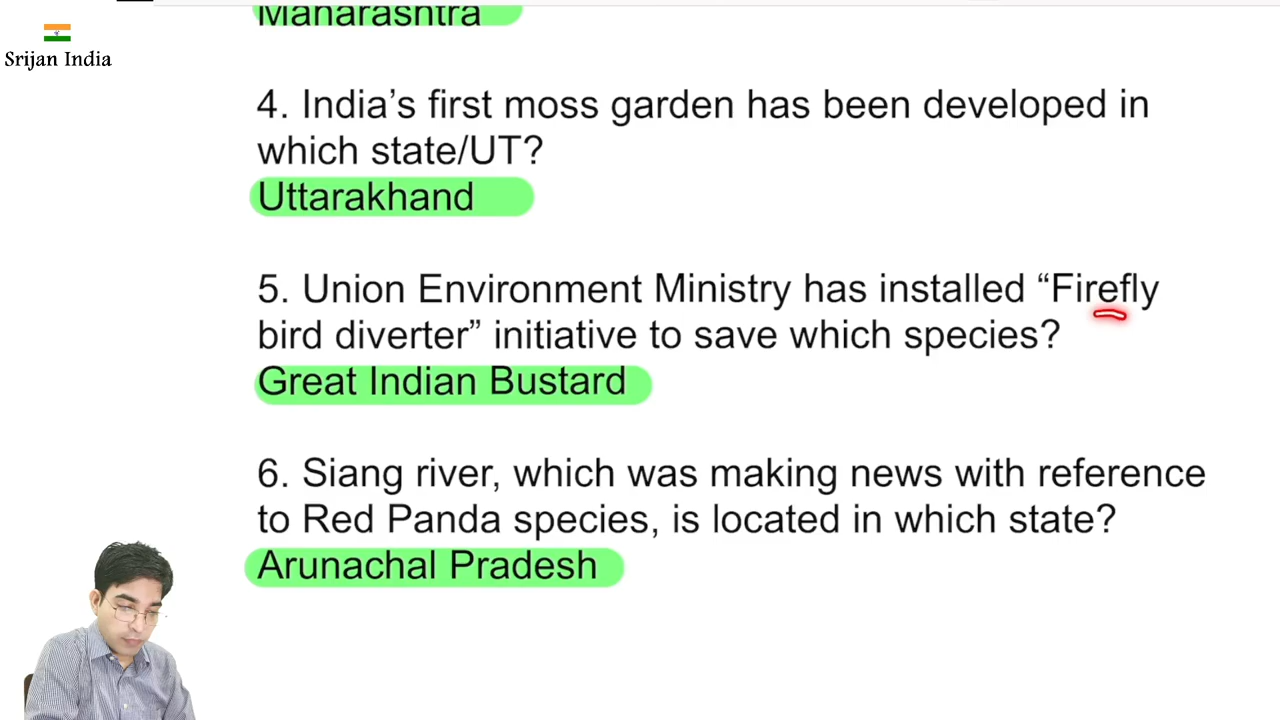 Maharashtra
Srijan India
4. India’s first moss garden has been developed in
which state/UT?
Uttarakhand
5. Union Environment Ministry has installed “Firefly
bird diverter” initiative to save which species?
Great Indian Bustard
6. Siang river, which was making news with reference
to Red Panda species, is located in which state?
Arunachal Pradesh